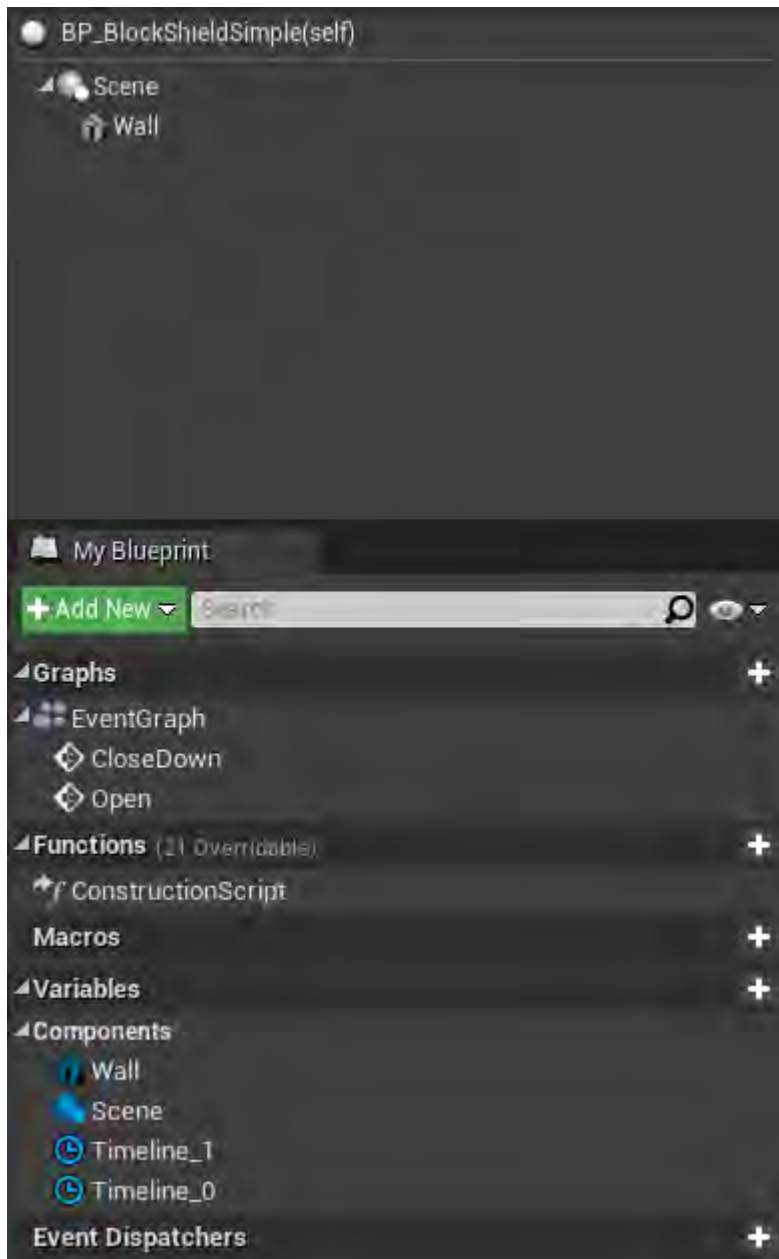 BP_BlockShieldSimple(self)
Scene
Wall
My Blueprint
Add New
Search
Graphs
EventGraph
CloseDown
Open
Functions (21 Overridable)
ConstructionScript
Macros
Variables
Components
Wall
Scene
Timeline_1
Timeline_0
Event Dispatchers